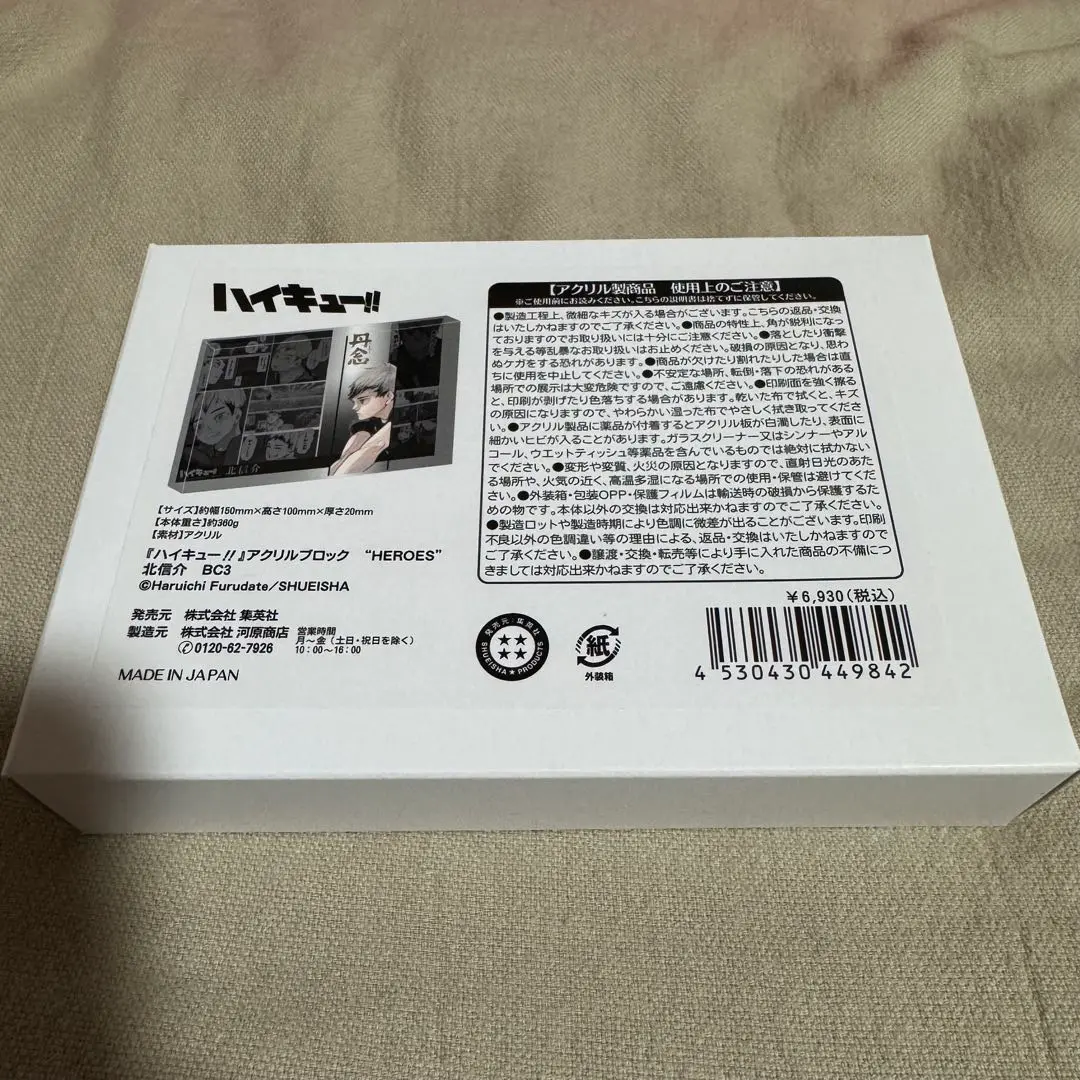 ハイキュー!!
丹念
ハイキュー!! 北信介
【サイズ】約幅150mm×高さ100mm×厚さ20mm
【本体重さ】約360g
【素材】アクリル
『ハイキュー!!』アクリルブロック “HEROES”
北信介 BC3
©Haruichi Furudate/SHUEISHA
発売元 株式会社 集英社
製造元 株式会社 河原商店 営業時間
月〜金(土日・祝日を除く)
0120-62-7926 10:00〜16:00
MADE IN JAPAN
【アクリル製商品 使用上のご注意】
※ご使用前にお読みください。こちらの説明書は捨てずに保管してください。
●製造工程上、微細なキズが入る場合がございます。こちらの返品・交換
はいたしかねますのでご了承ください。●商品の特性上、角が鋭利になっ
ておりますのでお取り扱いには十分にご注意ください。●落としたり衝撃
を与える等乱暴なお取り扱いはお止めください。破損の原因となり、思わ
ぬケガをする恐れがあります。●商品が欠けたり割れたりした場合は直
ちに使用を中止してください。●不安定な場所、転倒・落下の恐れがある
場所での展示は大変危険ですので、ご遠慮ください。●印刷面を強く擦る
と、印刷が剥げたり色落ちする場合があります。乾いた布で拭くと、キズ
の原因になりますので、やわらかい湿った布でやさしく拭き取ってくださ
い。●アクリル製品に薬品が付着するとアクリル板が白濁したり、表面に
細かいヒビが入ることがあります。ガラスクリーナー又はシンナーやアル
コール、ウエットティッシュ等薬品を含んでいるものでは絶対に拭かない
でください。●変形や変質、火災の原因となりますので、直射日光のあた
る場所や、火気の近く、高温多湿になる場所での使用・保管は避けてくだ
さい。●外装箱・包装OPP・保護フィルムは輸送時の破損から保護するた
めの物です。本体以外の交換は対応出来かねますのでご了承ください。
●製造ロットや製造時期により色調に微差が出ることがございます。印刷
不良以外の色調違い等の理由による、返品・交換はいたしかねますのでご
了承ください。●譲渡・交換・転売等により手に入れた商品の不備につ
きましては対応出来かねますのでご了承ください。
発売元:集英社
SHUEISHA★PRODUCTS
紙
外装箱
¥6,930(税込)
4 530430 449842